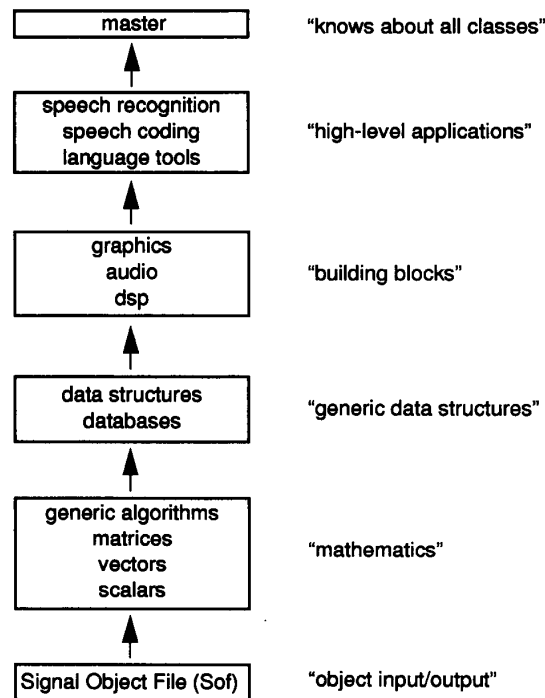 master “knows about all classes”
speech recognition
speech coding “high-level applications”
language tools
graphics
audio “building blocks”
dsp
data structures “generic data structures”
databases
generic algorithms
matrices “mathematics”
vectors
scalars
Signal Object File (Sof) “object input/output”